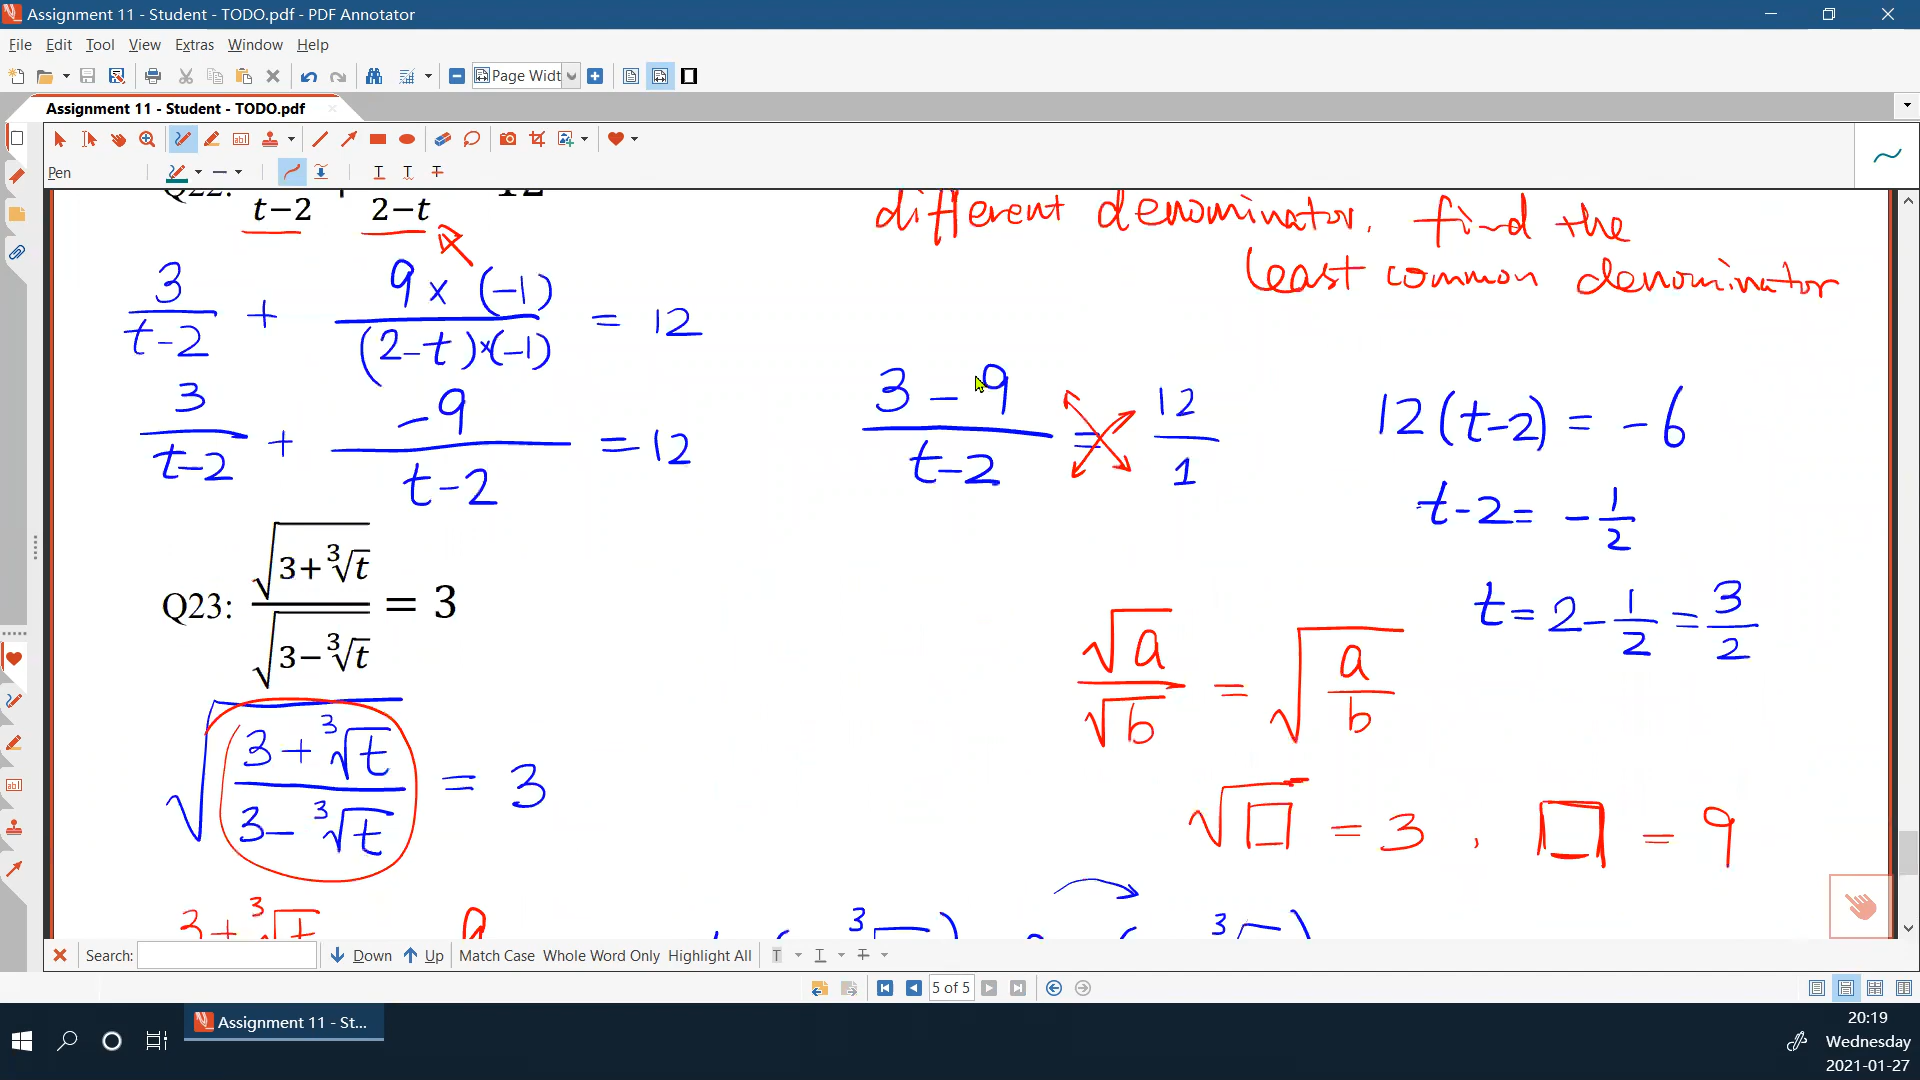 Assignment 11 - Student - TODO.pdf - PDF Annotator
File Edit Tool View Extras Window Help
Page Widt
Assignment 11 - Student - TODO.pdf
Pen
t−2 2−t
different denominator. find the
least common denominator
3/(t-2) + 9×(-1)/((2-t)×(-1)) = 12
3/(t-2) + -9/(t-2) = 12
(3-9)/(t-2) = 12/1
12(t-2) = -6
t-2 = -1/2
t = 2 - 1/2 = 3/2
Q23: √(3+∛t)/√(3−∛t) = 3
√a/√b = √(a/b)
√((3+∛t)/(3-∛t)) = 3
√□ = 3 , □ = 9
Search: Down Up Match Case Whole Word Only Highlight All
5 of 5
Assignment 11 - St...
20:19
Wednesday
2021-01-27